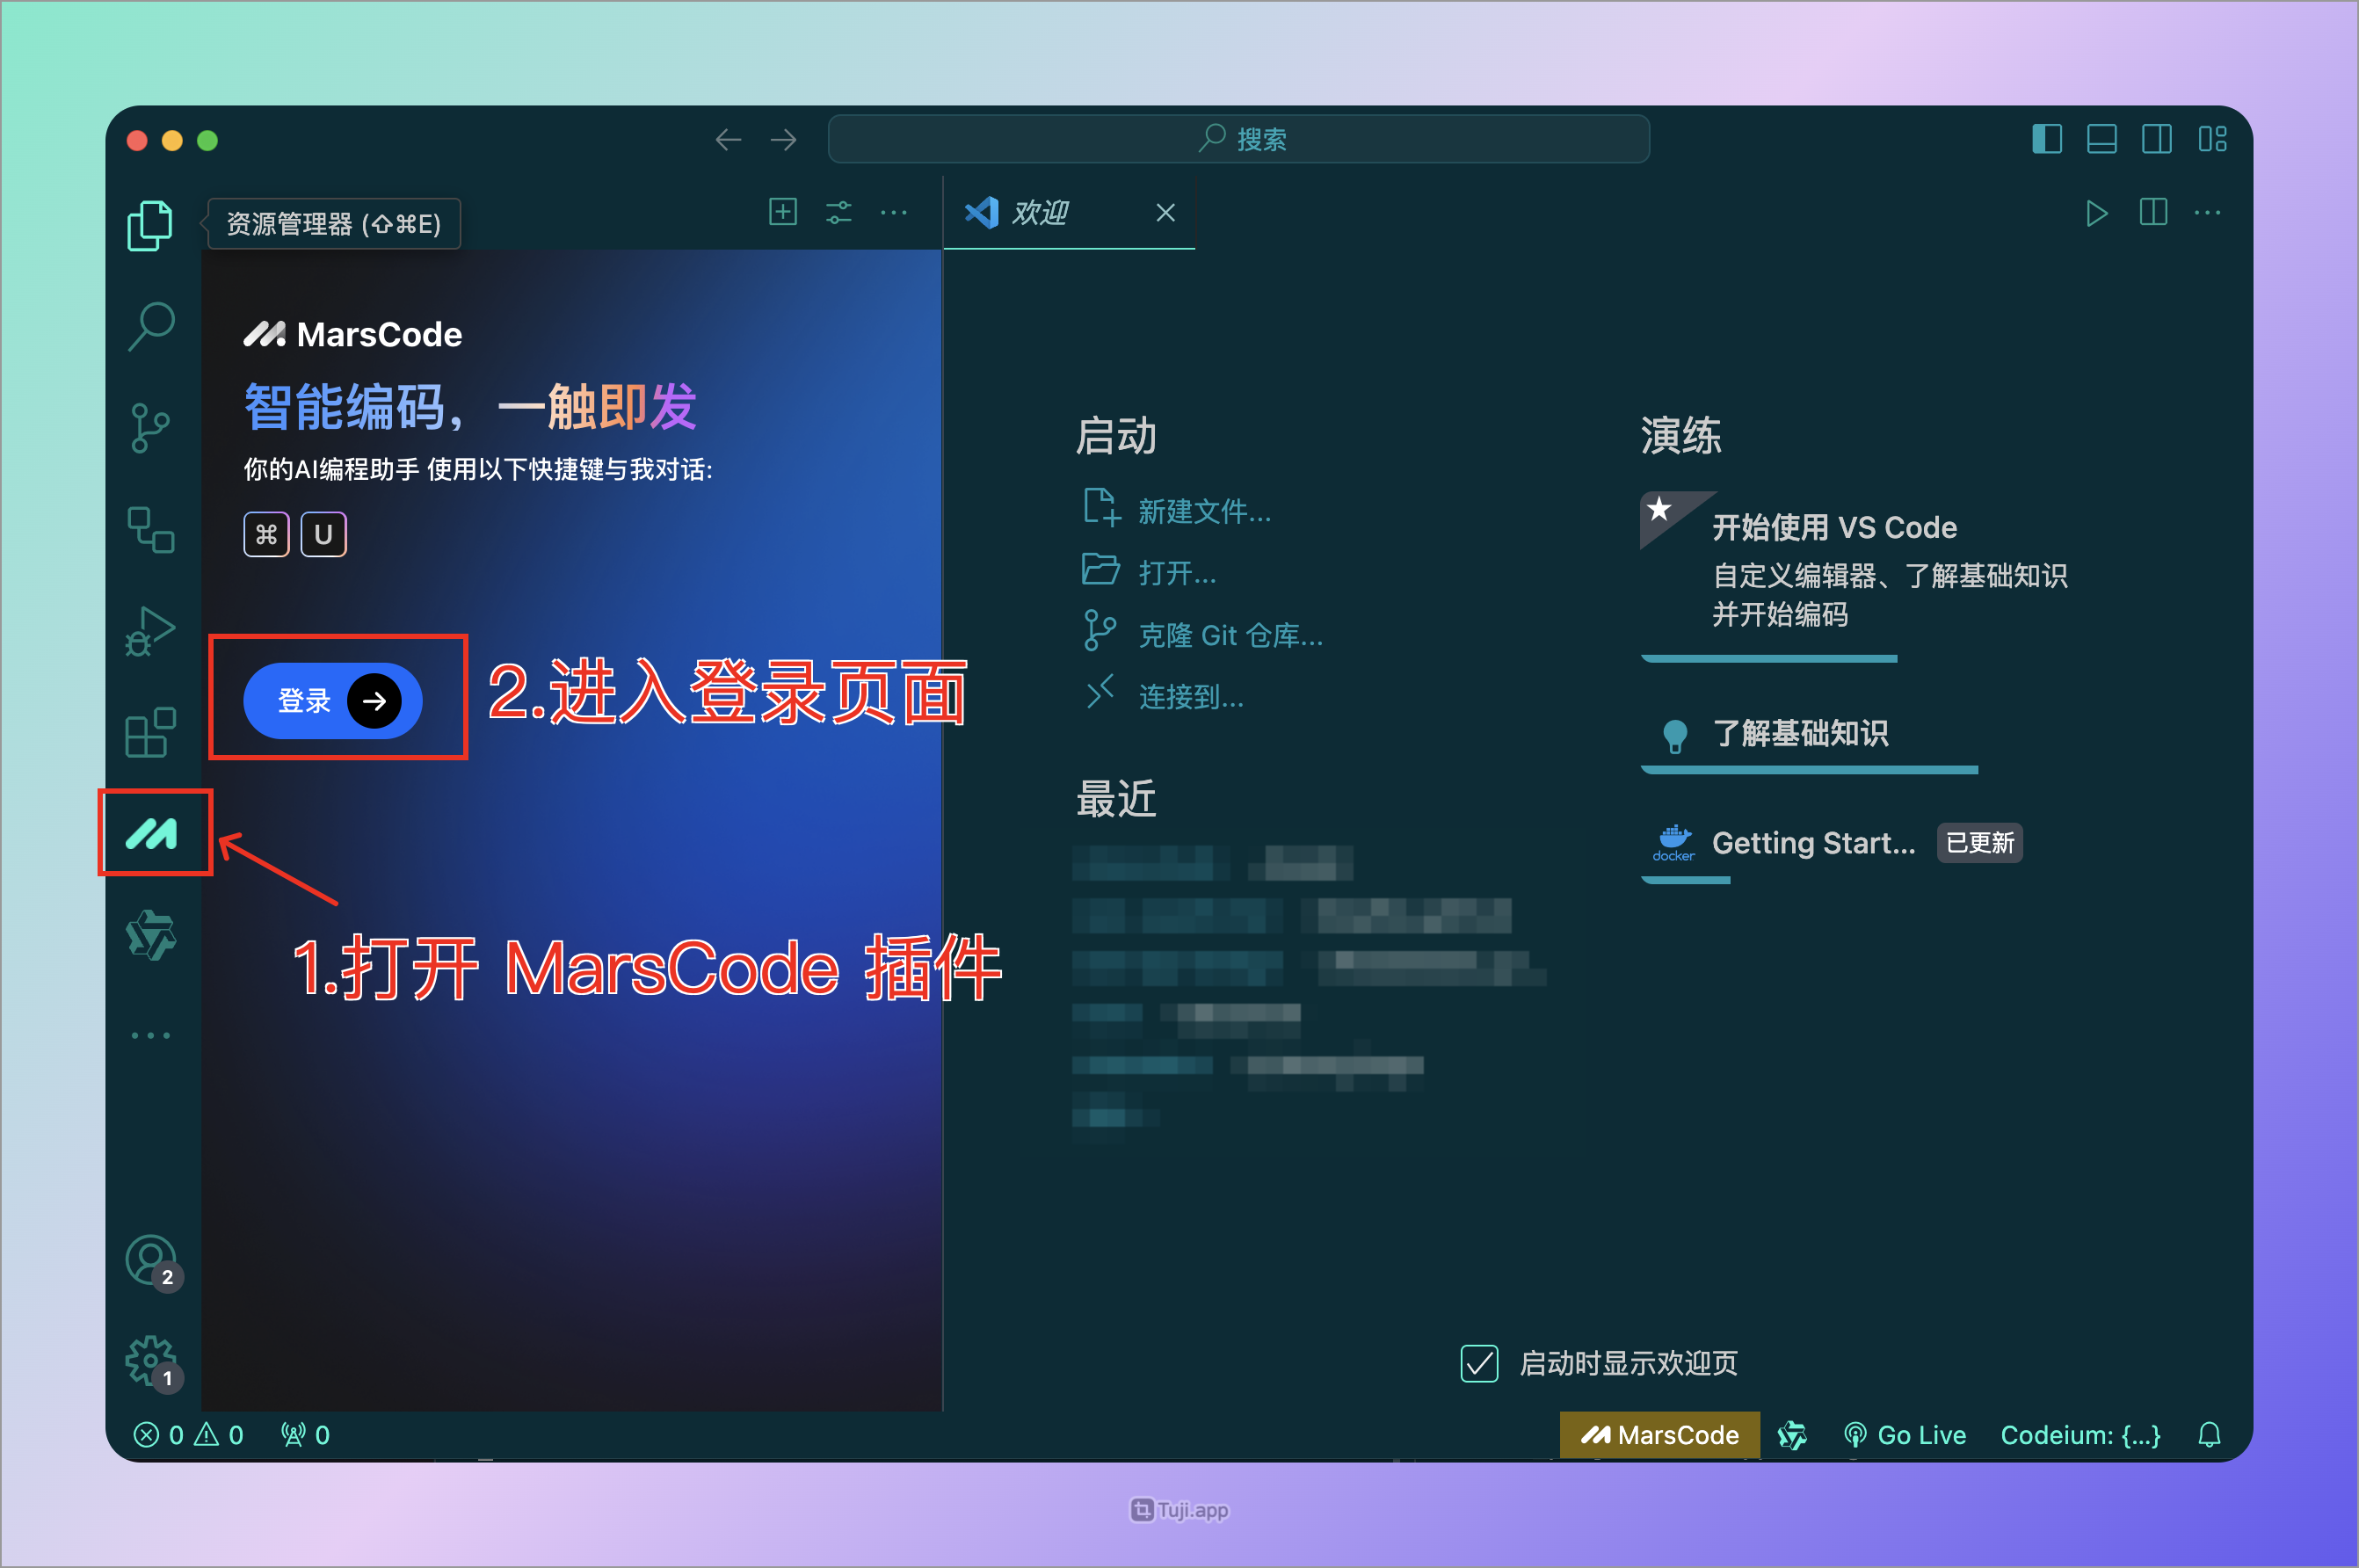 搜索
资源管理器 (⇧⌘E)
欢迎
MarsCode
智能编码，一触即发
你的AI编程助手 使用以下快捷键与我对话:
⌘ U
登录
2.进入登录页面
1.打开 MarsCode 插件
启动
新建文件...
打开...
克隆 Git 仓库...
连接到...
最近
演练
开始使用 VS Code
自定义编辑器、了解基础知识
并开始编码
了解基础知识
docker
Getting Start...
已更新
2
1
启动时显示欢迎页
0 0 0
MarsCode
Go Live
Codeium: {...}
Tuji.app